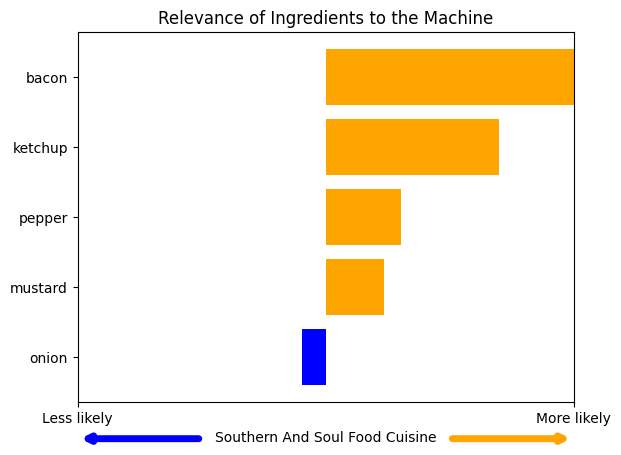 Relevance of Ingredients to the Machine
bacon
ketchup
pepper
mustard
onion
Less likely
More likely
Southern And Soul Food Cuisine